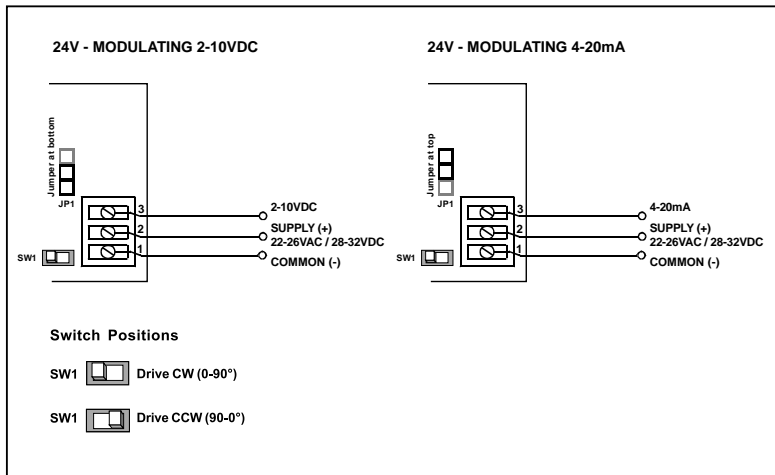 24V - MODULATING 2-10VDC
Jumper at bottom
JP1
3
2
1
2-10VDC
SUPPLY (+)
22-26VAC / 28-32VDC
COMMON (-)
SW1
24V - MODULATING 4-20mA
Jumper at top
JP1
3
2
1
4-20mA
SUPPLY (+)
22-26VAC / 28-32VDC
COMMON (-)
SW1
Switch Positions
SW1 Drive CW (0-90°)
SW1 Drive CCW (90-0°)